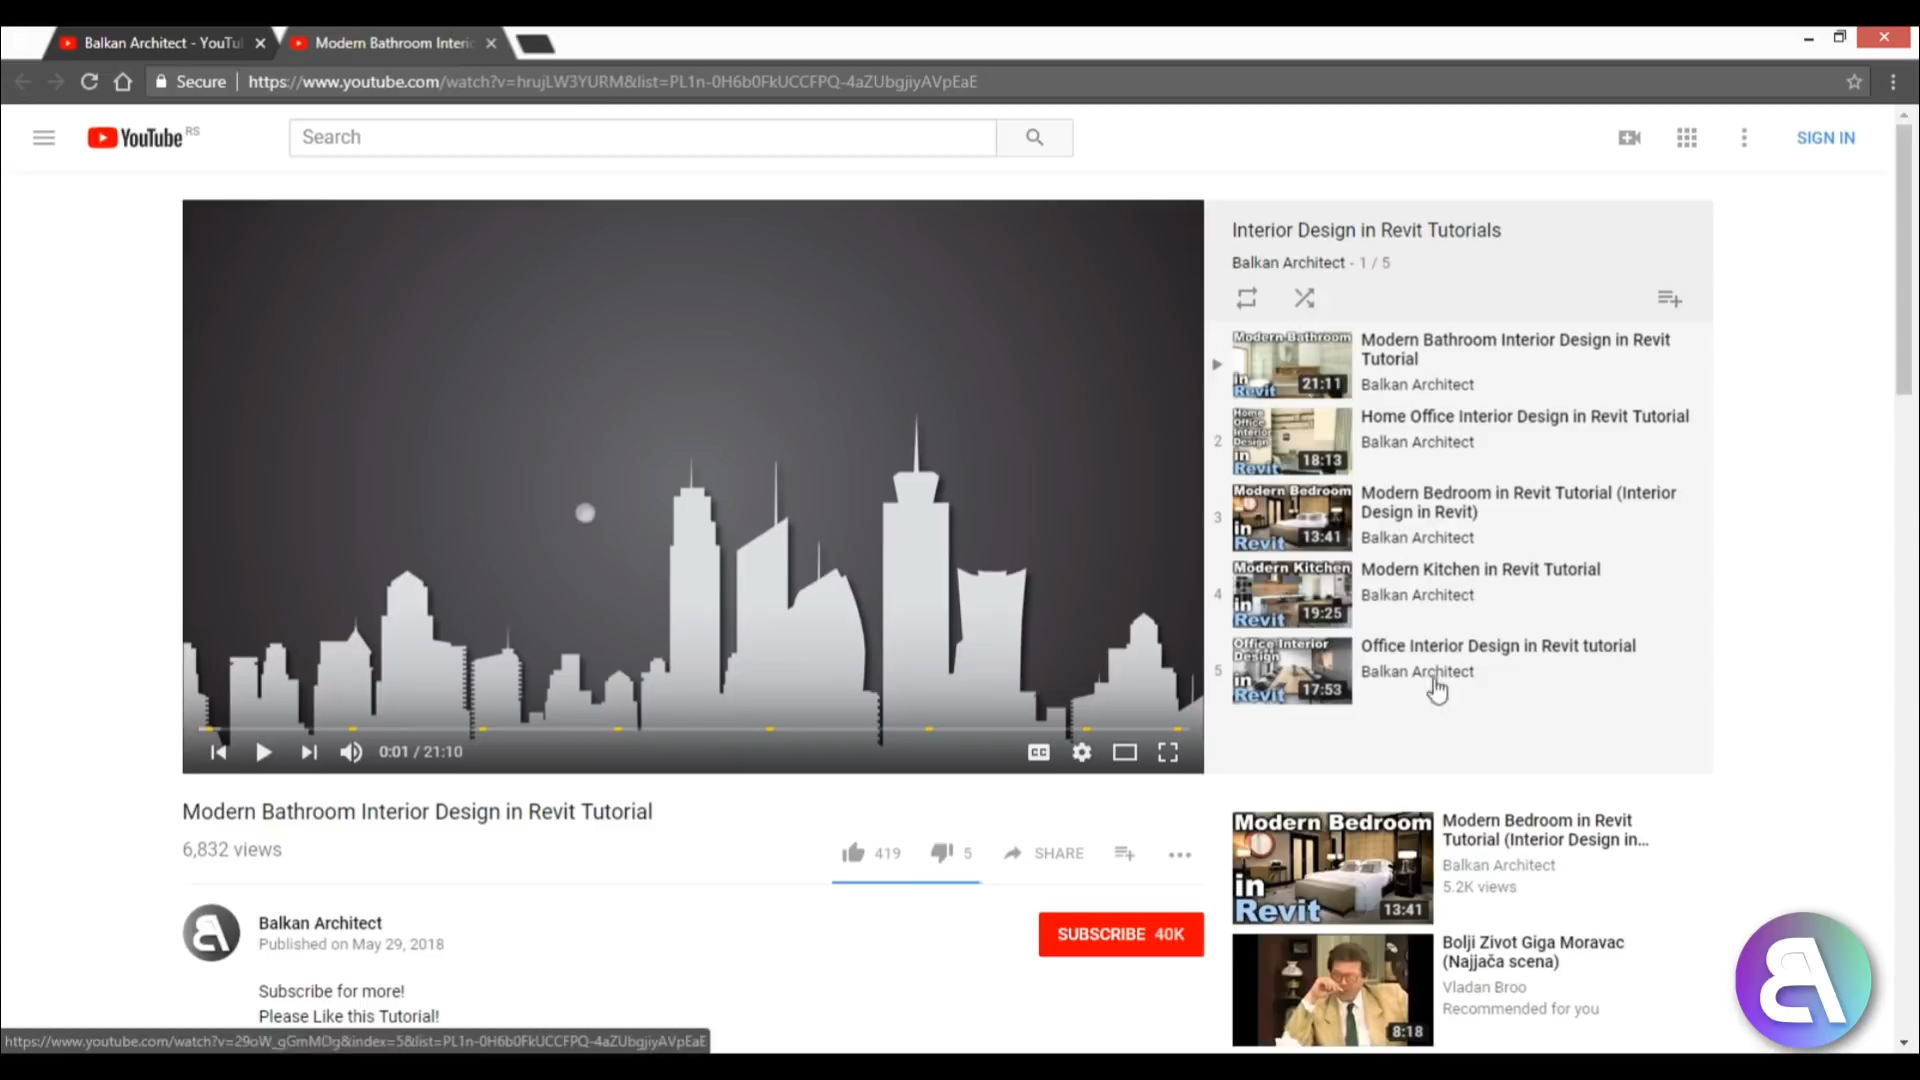 Balkan Architect - YouTu
Modern Bathroom Interi
Secure
https://www.youtube.com/watch?v=hrujLW3YURM&list=PL1n-0H6b0FkUCCFPQ-4aZUbgjiyAVpEaE
YouTube RS
Search
SIGN IN
Interior Design in Revit Tutorials
Balkan Architect - 1 / 5
Modern Bathroom
in
Revit
21:11
Modern Bathroom Interior Design in Revit
Tutorial
Balkan Architect
2
Home
Office
Interior
Design
in
Revit
18:13
Home Office Interior Design in Revit Tutorial
Balkan Architect
3
Modern Bedroom
in
Revit
13:41
Modern Bedroom in Revit Tutorial (Interior
Design in Revit)
Balkan Architect
4
Modern Kitchen
in
Revit
19:25
Modern Kitchen in Revit Tutorial
Balkan Architect
5
Office Interior
Design
in
Revit
17:53
Office Interior Design in Revit tutorial
Balkan Architect
0:01 / 21:10
CC
Modern Bathroom Interior Design in Revit Tutorial
6,832 views
419
5
SHARE
Balkan Architect
Published on May 29, 2018
SUBSCRIBE 40K
Subscribe for more!
Please Like this Tutorial!
Modern Bedroom
in
Revit
13:41
Modern Bedroom in Revit
Tutorial (Interior Design in...
Balkan Architect
5.2K views
8:18
Bolji Zivot Giga Moravac
(Najjača scena)
Vladan Broo
Recommended for you
https://www.youtube.com/watch?v=29oW_gGmMOg&index=5&list=PL1n-0H6b0FkUCCFPQ-4aZUbgjiyAVpEaE